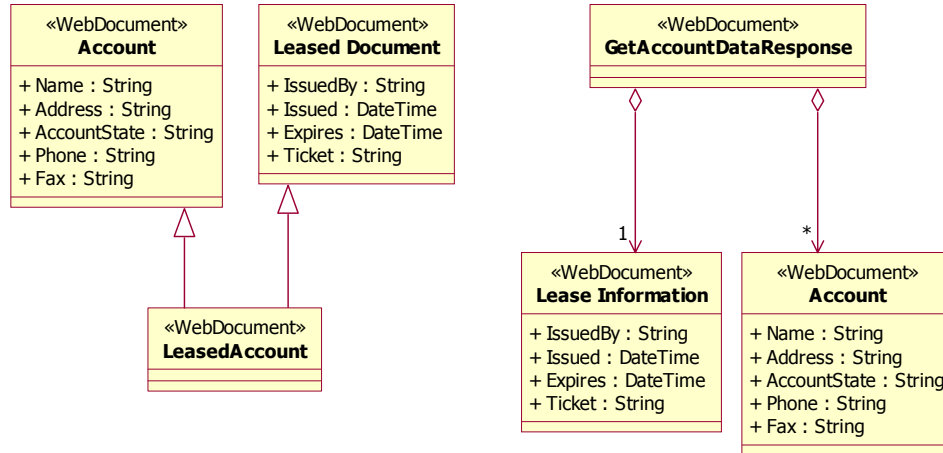 «WebDocument»
Account
+ Name : String
+ Address : String
+ AccountState : String
+ Phone : String
+ Fax : String
«WebDocument»
Leased Document
+ IssuedBy : String
+ Issued : DateTime
+ Expires : DateTime
+ Ticket : String
«WebDocument»
LeasedAccount
«WebDocument»
GetAccountDataResponse
1
*
«WebDocument»
Lease Information
+ IssuedBy : String
+ Issued : DateTime
+ Expires : DateTime
+ Ticket : String
«WebDocument»
Account
+ Name : String
+ Address : String
+ AccountState : String
+ Phone : String
+ Fax : String